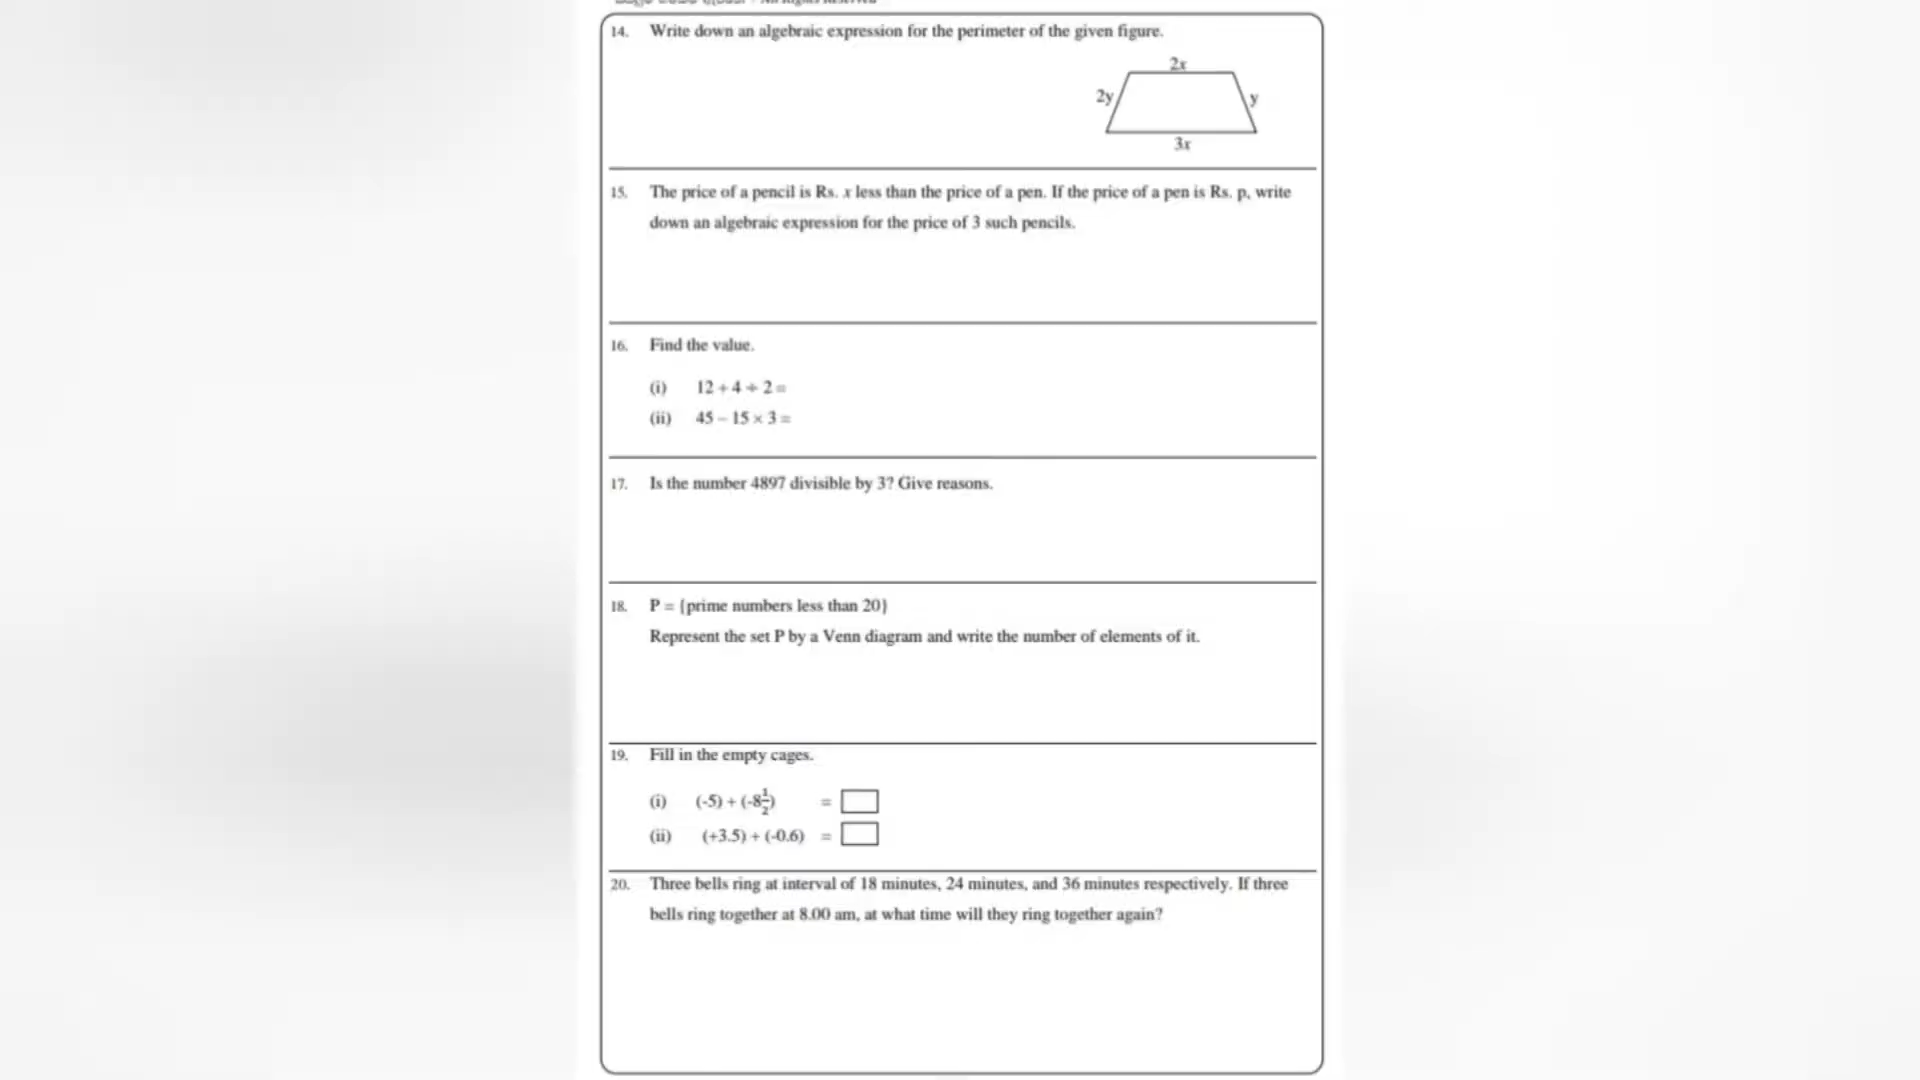 All Rights Reserved
14. Write down an algebraic expression for the perimeter of the given figure.
2x
2y
y
3x
15. The price of a pencil is Rs. x less than the price of a pen. If the price of a pen is Rs. p, write
down an algebraic expression for the price of 3 such pencils.
16. Find the value.
(i) 12 + 4 ÷ 2 =
(ii) 45 – 15 × 3 =
17. Is the number 4897 divisible by 3? Give reasons.
18. P = {prime numbers less than 20}
Represent the set P by a Venn diagram and write the number of elements of it.
19. Fill in the empty cages.
(i) (-5) + (-8½) =
(ii) (+3.5) + (-0.6) =
20. Three bells ring at interval of 18 minutes, 24 minutes, and 36 minutes respectively. If three
bells ring together at 8.00 am, at what time will they ring together again?